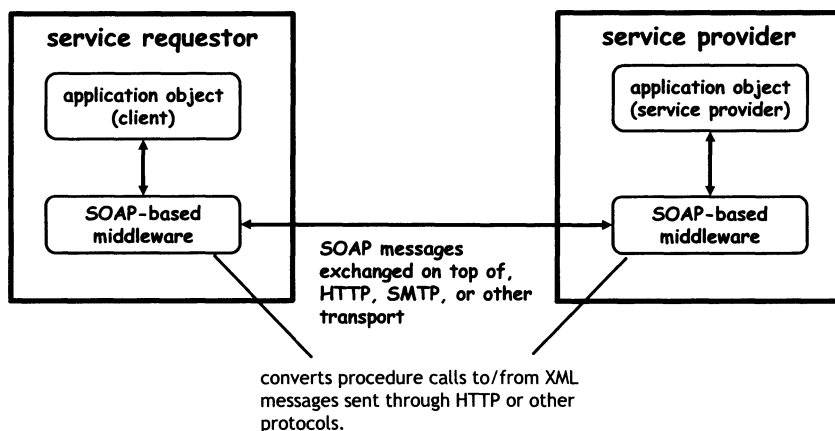 service requestor
application object
(client)
SOAP-based
middleware
service provider
application object
(service provider)
SOAP-based
middleware
SOAP messages
exchanged on top of,
HTTP, SMTP, or other
transport
converts procedure calls to/from XML
messages sent through HTTP or other
protocols.